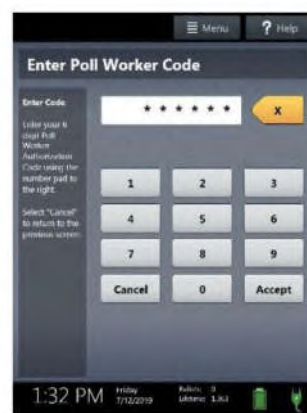 Menu
? Help
Enter Poll Worker Code
Enter Code
Enter your 6
digit Poll
Worker
Authorization
Code using the
number pad to
the right.
Select "Cancel"
to return to the
previous screen.
* * * * * *
X
1 2 3
4 5 6
7 8 9
Cancel 0 Accept
1:32 PM
Friday
7/12/2019
Ballots: 0
Lifetime: 1,363